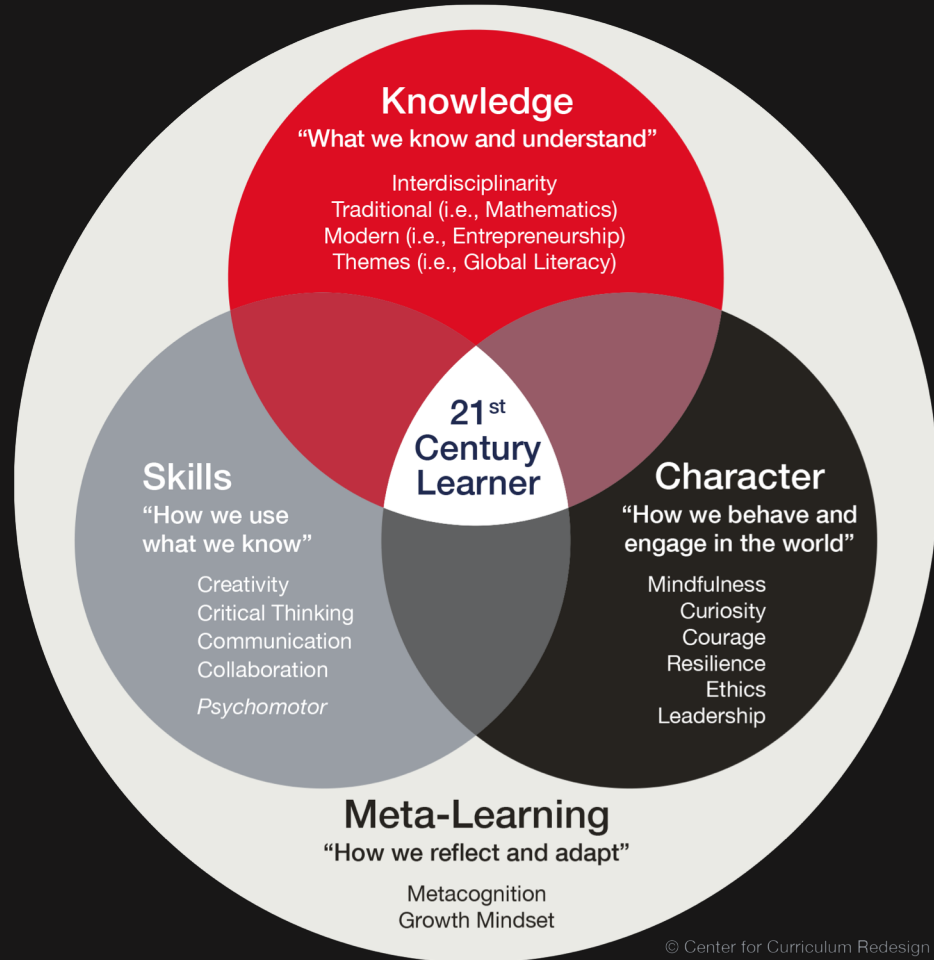 Knowledge
“What we know and understand”
Interdisciplinarity
Traditional (i.e., Mathematics)
Modern (i.e., Entrepreneurship)
Themes (i.e., Global Literacy)
21st
Century
Learner
Skills
“How we use
what we know”
Creativity
Critical Thinking
Communication
Collaboration
Psychomotor
Character
“How we behave and
engage in the world”
Mindfulness
Curiosity
Courage
Resilience
Ethics
Leadership
Meta-Learning
“How we reflect and adapt”
Metacognition
Growth Mindset
© Center for Curriculum Redesign